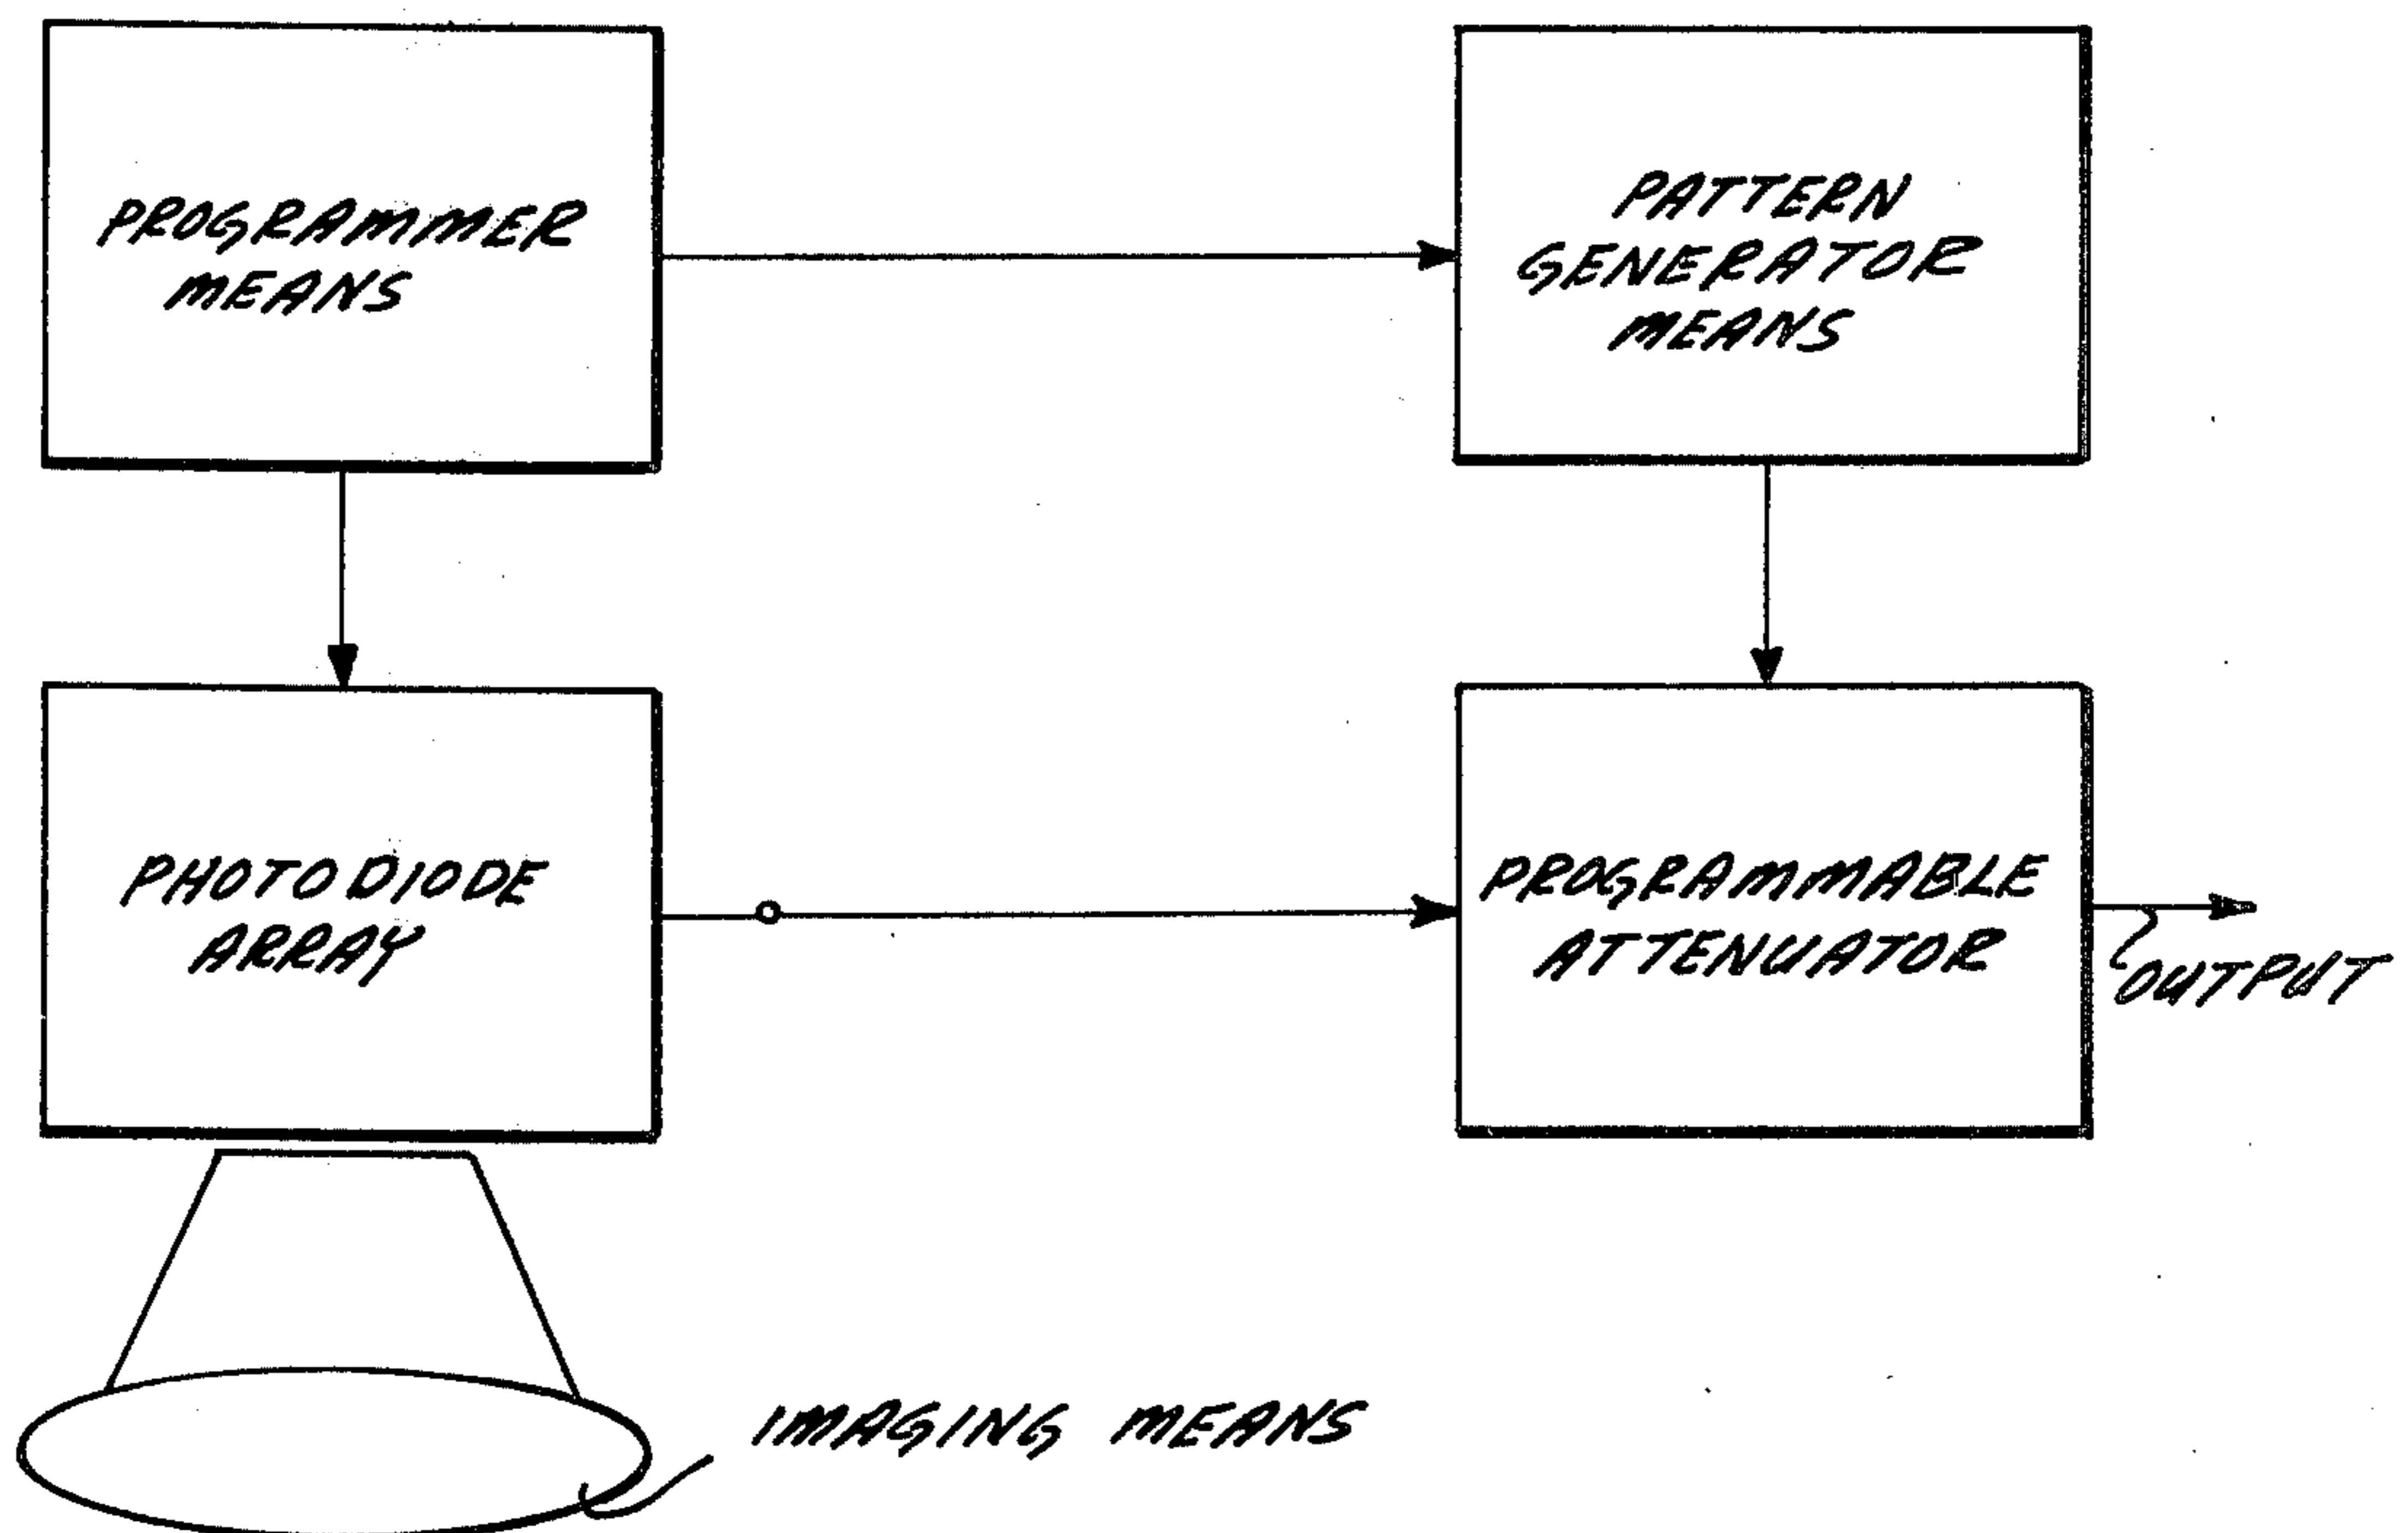 PROGRAMMER
MEANS
PATTERN
GENERATOR
MEANS
PHOTODIODE
ARRAY
PROGRAMMABLE
ATTENUATOR
OUTPUT
IMAGING MEANS